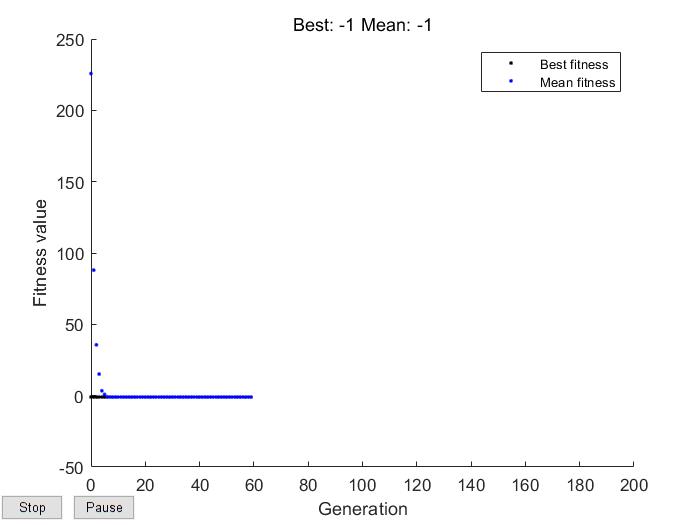 Best: -1 Mean: -1
250
200
150
100
50
0
-50
Fitness value
Best fitness
Mean fitness
0 20 40 60 80 100 120 140 160 180 200
Generation
Stop Pause